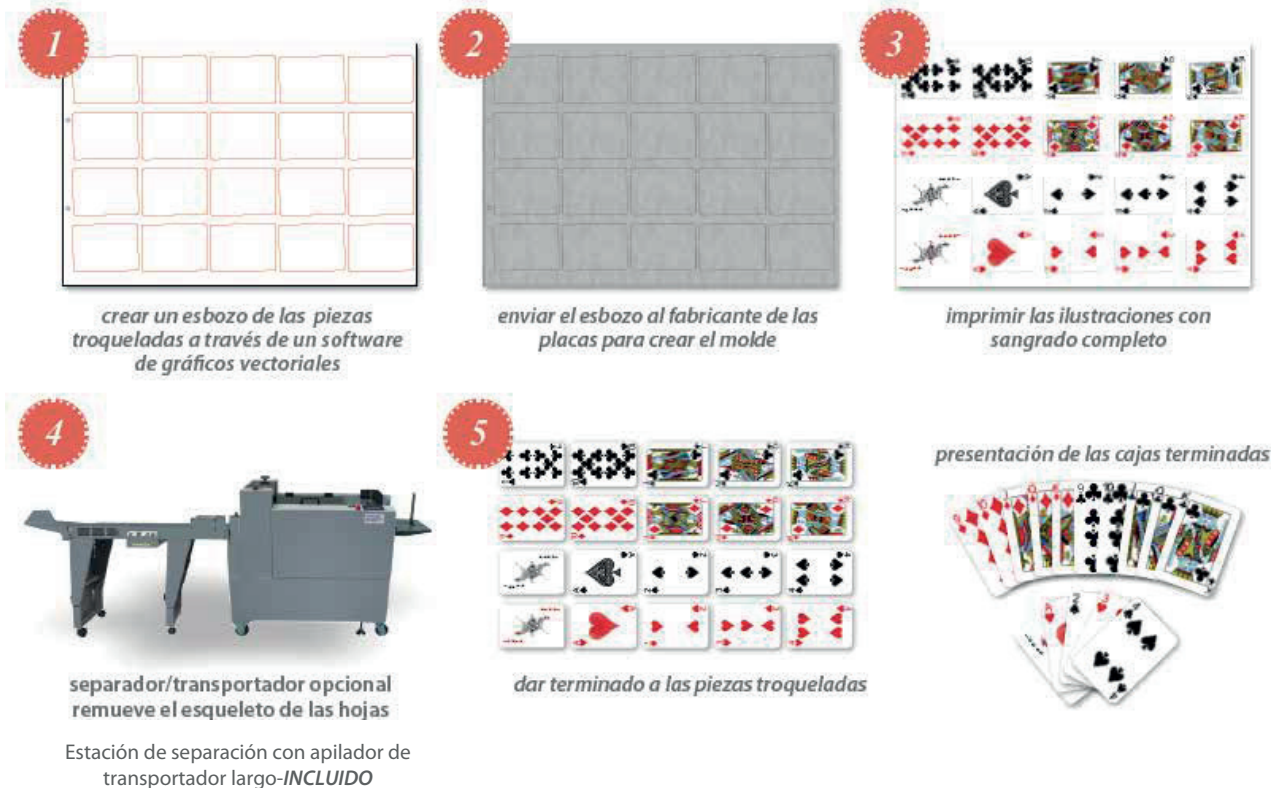 1
crear un esbozo de las piezas
troqueladas a través de un software
de gráficos vectoriales
2
enviar el esbozo al fabricante de las
placas para crear el molde
3
imprimir las ilustraciones con
sangrado completo
4
separador/transportador opcional
remueve el esqueleto de las hojas
Estación de separación con apilador de
transportador largo-INCLUIDO
5
dar terminado a las piezas troqueladas
presentación de las cajas terminadas